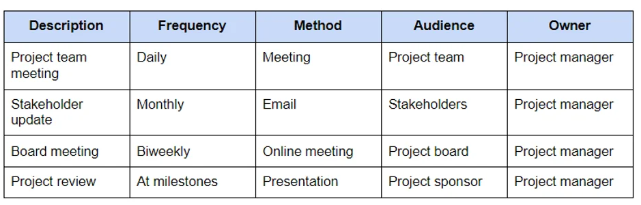 Description Frequency Method Audience Owner
Project team meeting Daily Meeting Project team Project manager
Stakeholder update Monthly Email Stakeholders Project manager
Board meeting Biweekly Online meeting Project board Project manager
Project review At milestones Presentation Project sponsor Project manager